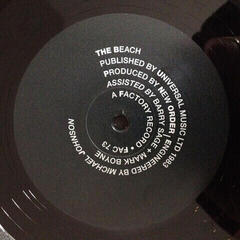 THE BEACH
PUBLISHED BY UNIVERSAL MUSIC LTD 1983
PRODUCED BY NEW ORDER | ENGINEERED BY MICHAEL JOHNSON
ASSISTED BY BARRY SAGE + MARK BOYNE
A FACTORY RECORD • FAC 73